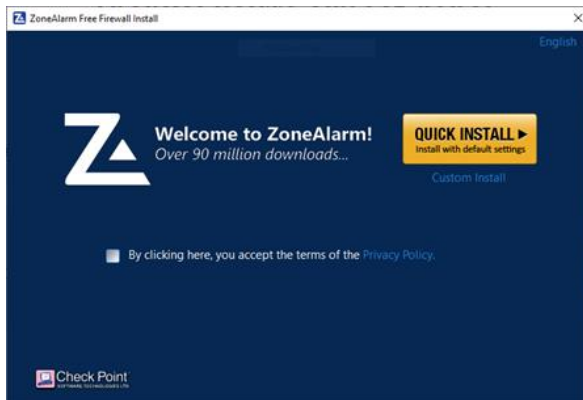 ZoneAlarm Free Firewall Install
English
Welcome to ZoneAlarm!
Over 90 million downloads...
QUICK INSTALL
Install with default settings
Custom Install
By clicking here, you accept the terms of the Privacy Policy.
Check Point
SOFTWARE TECHNOLOGIES LTD